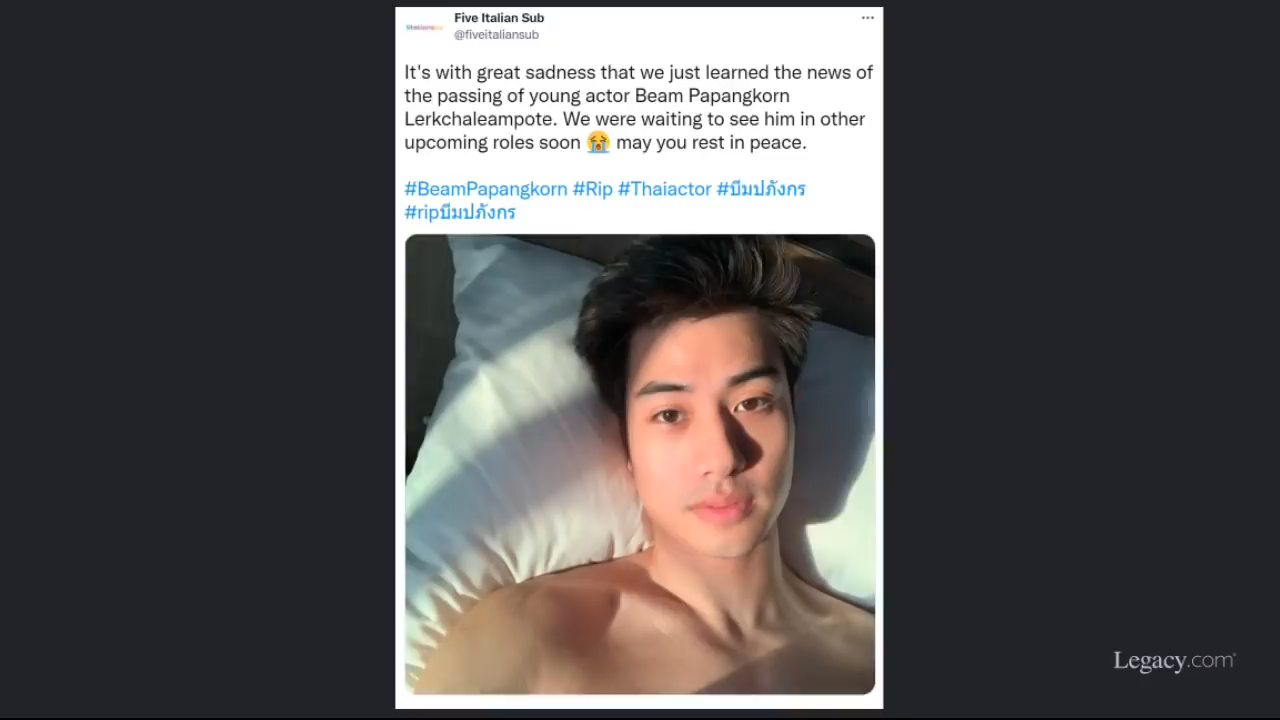 Five Italian Sub
@fiveitaliansub
It's with great sadness that we just learned the news of
the passing of young actor Beam Papangkorn
Lerkchaleampote. We were waiting to see him in other
upcoming roles soon 😭 may you rest in peace.
#BeamPapangkorn #Rip #Thaiactor #บีมปภังกร
#ripบีมปภังกร
Legacy.com